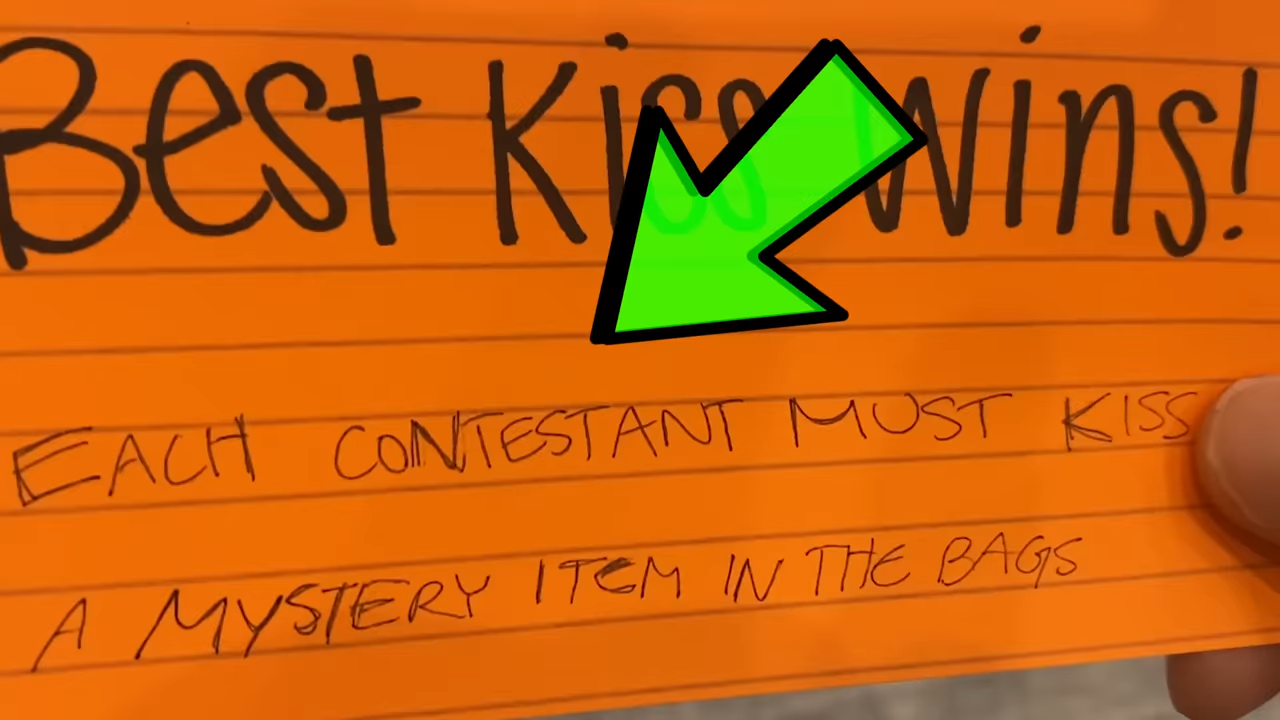 Best Kiss Wins!
EACH CONTESTANT MUST KISS
A MYSTERY ITEM IN THE BAGS